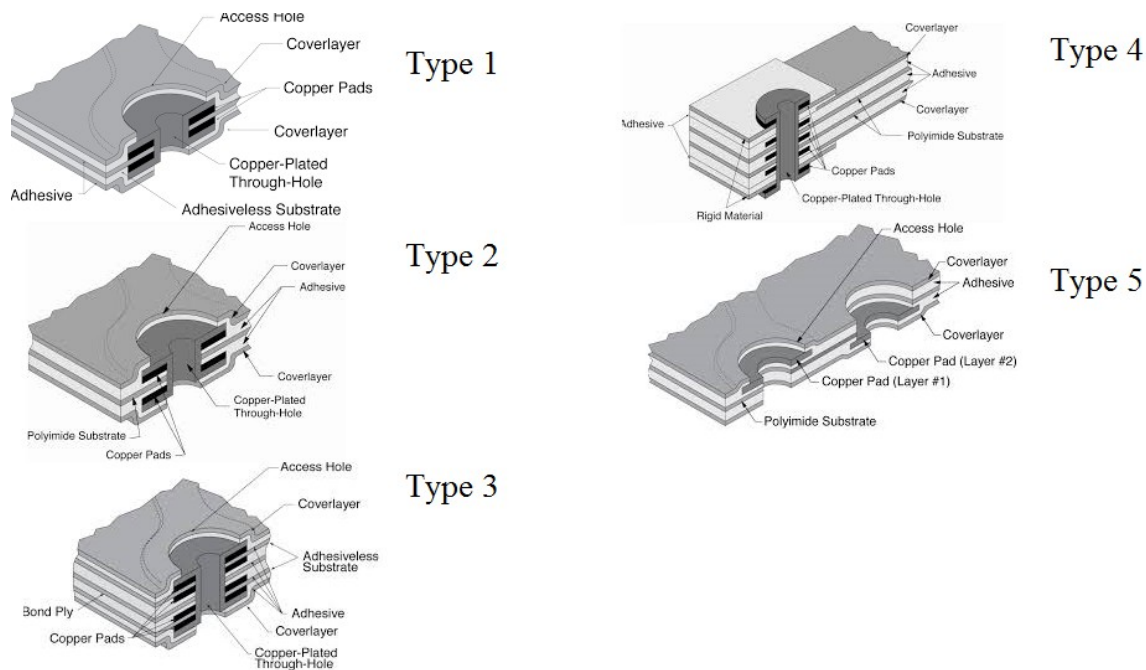 Access Hole
Coverlayer
Type 1
Copper Pads
Coverlayer
Copper-Plated
Through-Hole
Adhesive
Adhesiveless Substrate
Access Hole
Type 2
Coverlayer
Adhesive
Coverlayer
Copper-Plated
Through-Hole
Polyimide Substrate
Copper Pads
Access Hole
Type 3
Coverlayer
Adhesiveless
Substrate
Bond Ply
Adhesive
Copper Pads
Coverlayer
Copper-Plated
Through-Hole
Coverlayer
Type 4
Adhesive
Coverlayer
Adhesive
Polyimide Substrate
Copper Pads
Copper-Plated Through-Hole
Rigid Material
Access Hole
Coverlayer
Type 5
Adhesive
Coverlayer
Copper Pad (Layer #2)
Copper Pad (Layer #1)
Polyimide Substrate